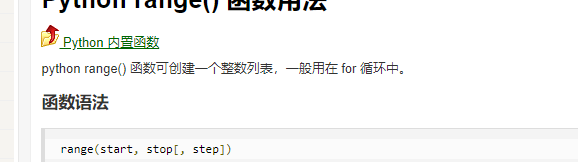 Python range() 函数用法
Python 内置函数
python range() 函数可创建一个整数列表，一般用在 for 循环中。
函数语法
range(start, stop[, step])